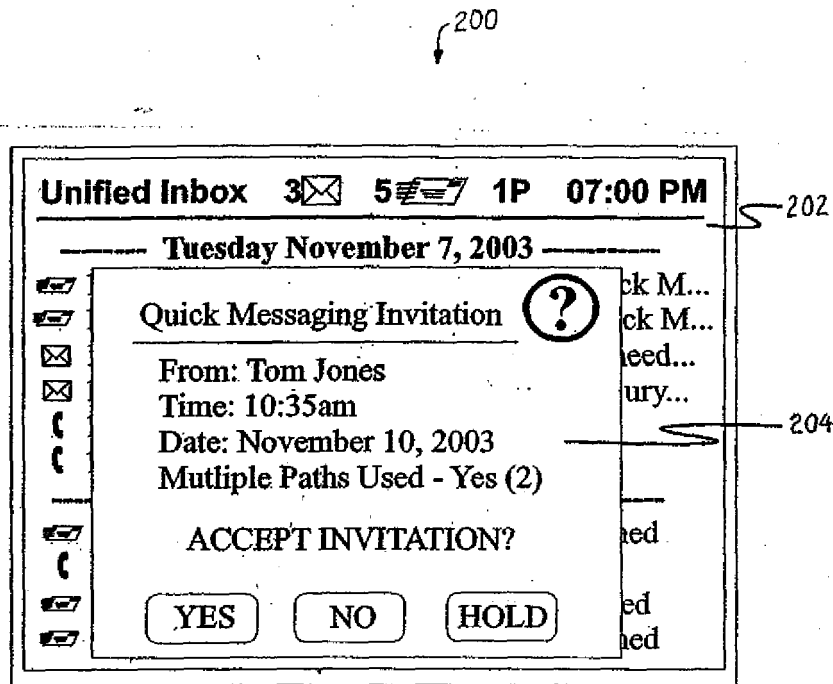 200
Unified Inbox 3 5 1P 07:00 PM
202
Tuesday November 7, 2003
ck M...
Quick Messaging Invitation ?
ck M...
From: Tom Jones
eed...
Time: 10:35am
ury...
Date: November 10, 2003
204
Mutliple Paths Used - Yes (2)
ACCEPT INVITATION?
ned
YES NO HOLD
ed
ned